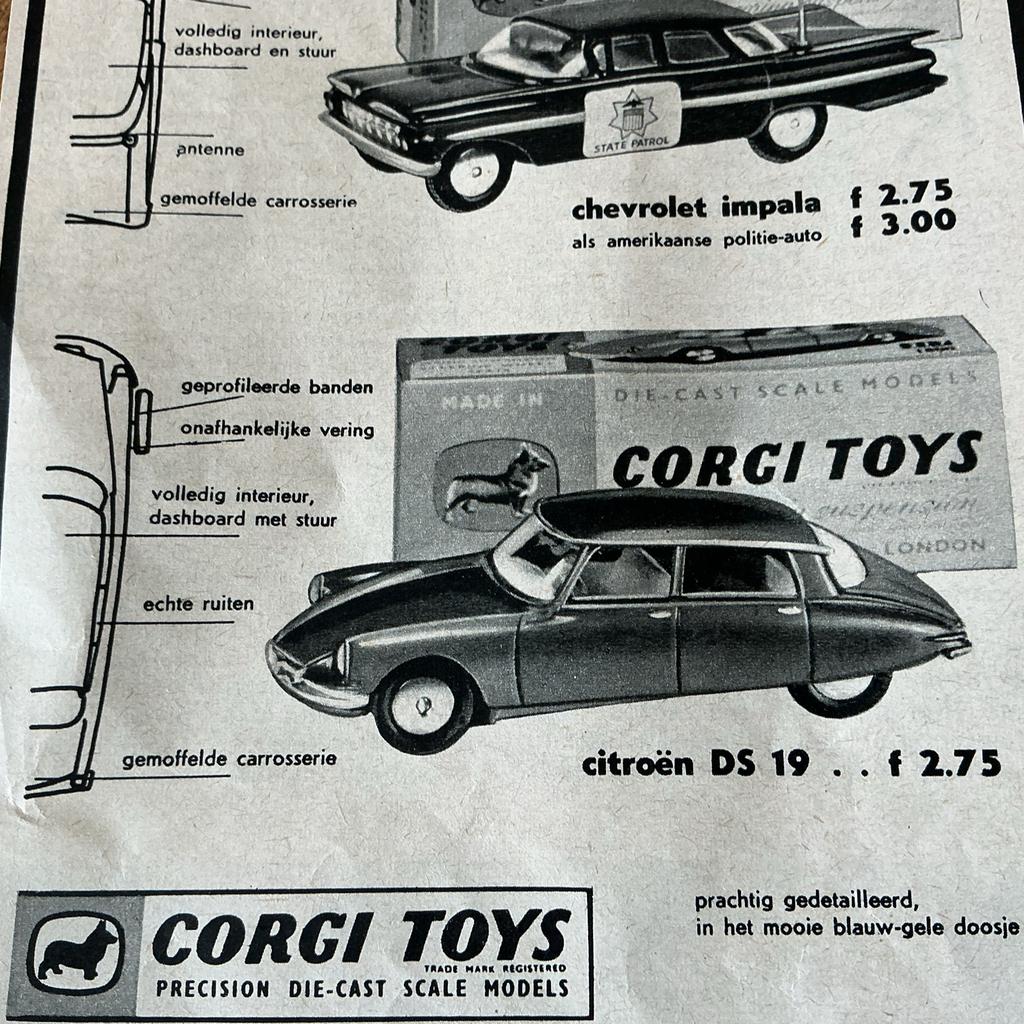 volledig interieur,
dashboard en stuur
antenne
gemoffelde carrosserie
STATE PATROL
chevrolet impala f 2.75
als amerikaanse politie-auto f 3.00
geprofileerde banden
onafhankelijke vering
volledig interieur,
dashboard met stuur
echte ruiten
gemoffelde carrosserie
MADE IN
DIE-CAST SCALE MODELS
CORGI TOYS
suspension
LONDON
citroën DS 19 . . f 2.75
CORGI TOYS
TRADE MARK REGISTERED
PRECISION DIE-CAST SCALE MODELS
prachtig gedetailleerd,
in het mooie blauw-gele doosje